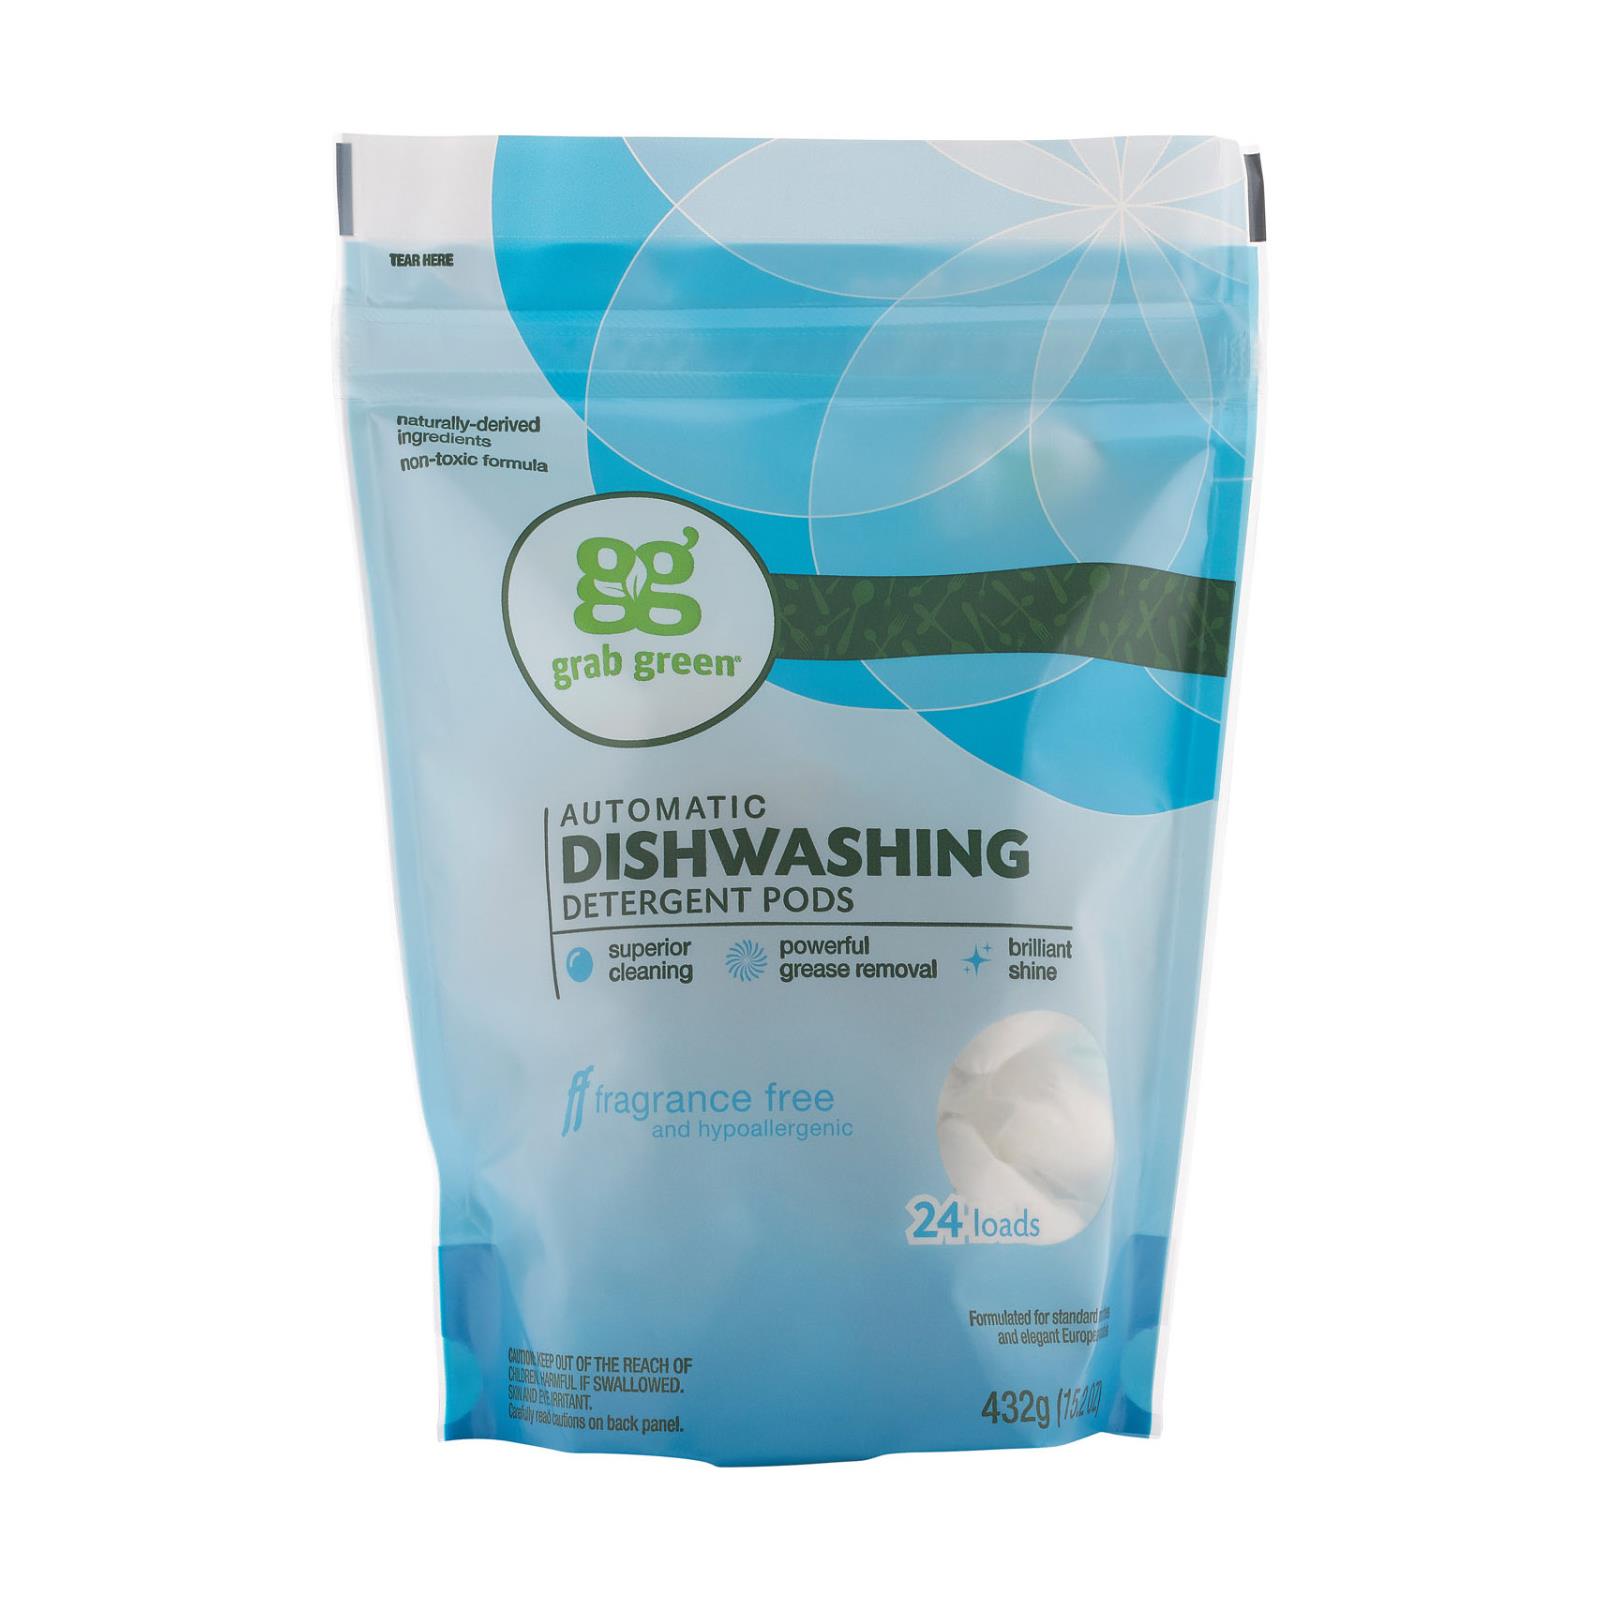 TEAR HERE
naturally-derived
ingredients
non-toxic formula
gg
grab green®
AUTOMATIC
DISHWASHING
DETERGENT PODS
superior
cleaning
powerful
grease removal
brilliant
shine
ff fragrance free
and hypoallergenic
24 loads
Formulated for standard
and elegant
CAUTION: KEEP OUT OF THE REACH OF
CHILDREN. HARMFUL IF SWALLOWED.
SKIN AND EYE IRRITANT.
Carefully read cautions on back panel.
432g (15.2 OZ)